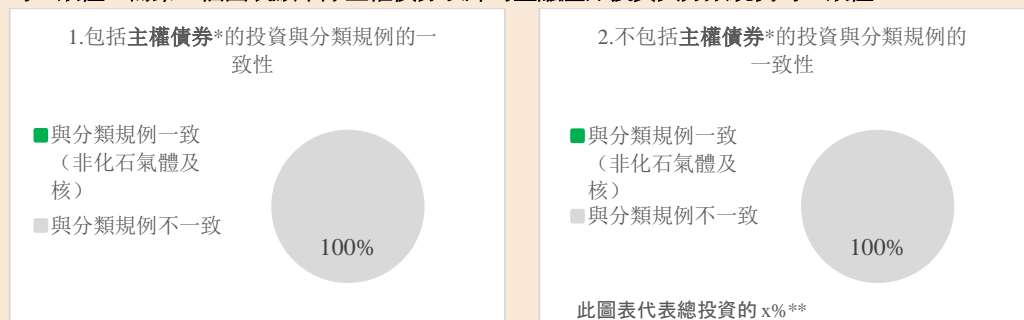 1.包括主權債券*的投資與分類規例的一
致性
與分類規例一致
（非化石氣體及
核）
與分類規例不一致
100%
2.不包括主權債券*的投資與分類規例的
一致性
與分類規例一致
（非化石氣體及
核）
與分類規例不一致
100%
此圖表代表總投資的 x%**